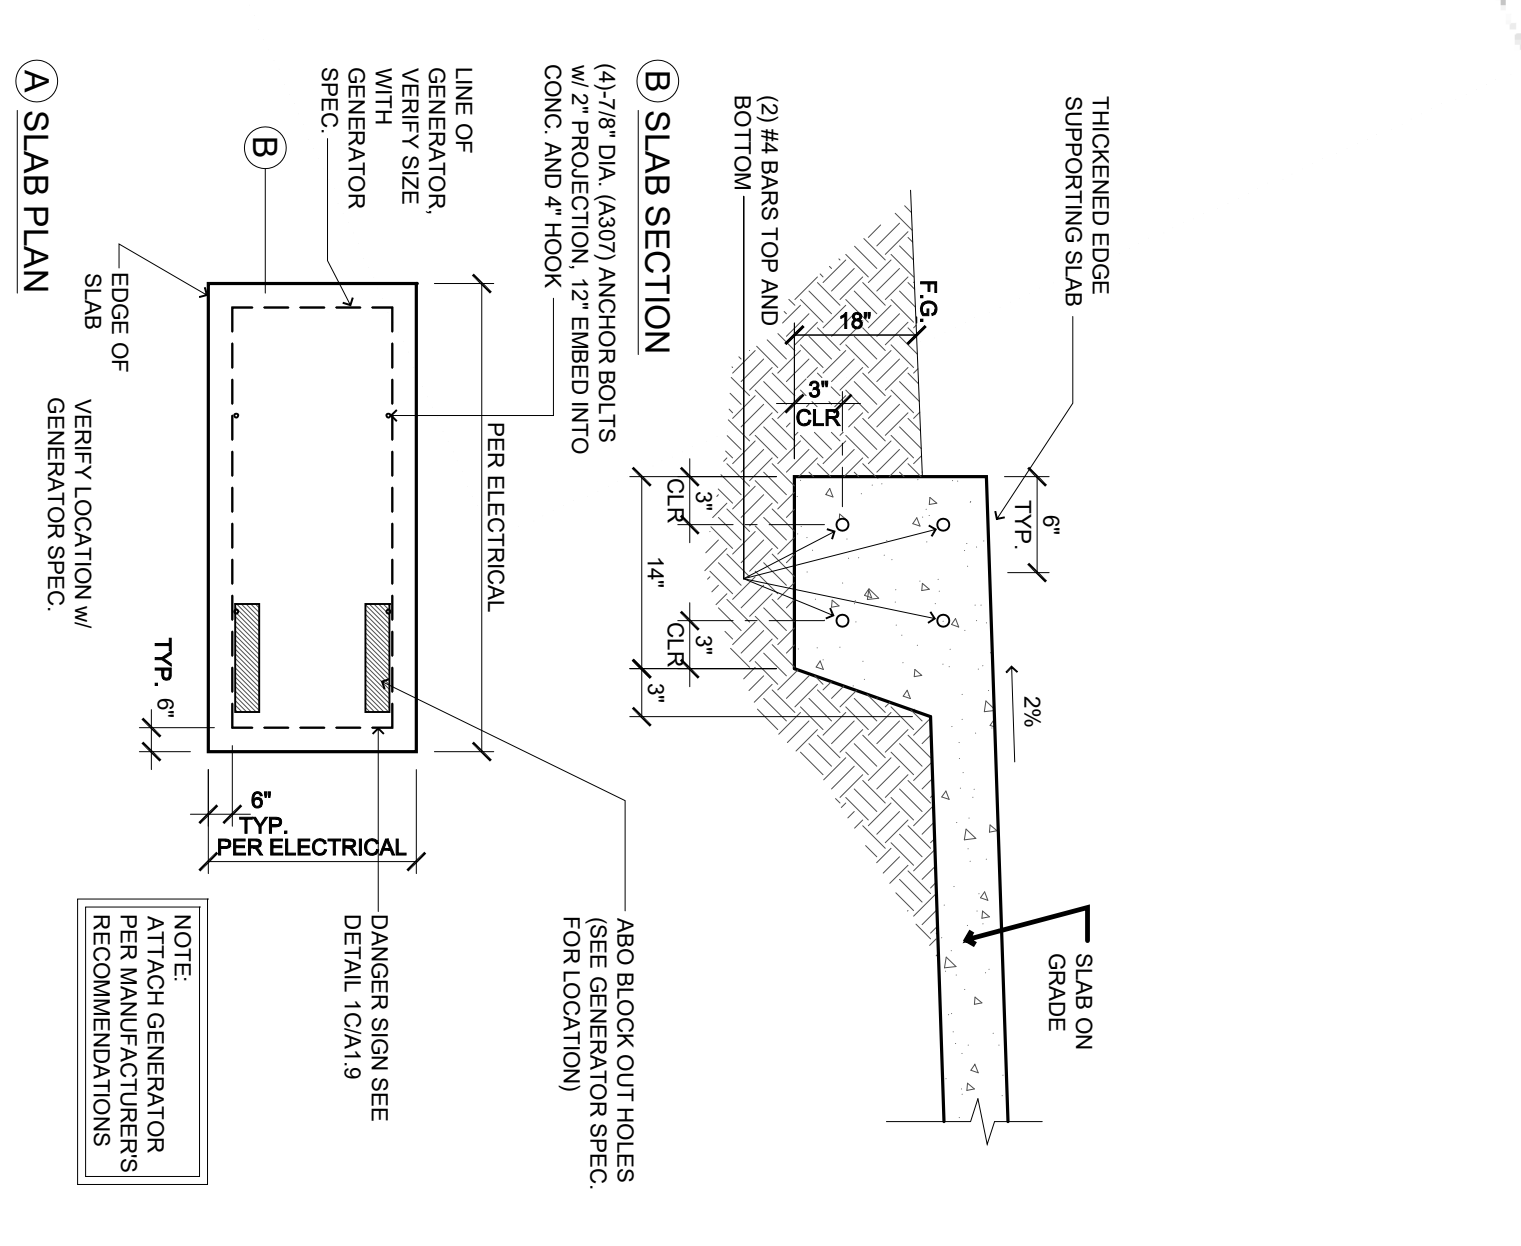 THICKENED EDGE
SUPPORTING SLAB
6"
TYP.
2%
SLAB ON
GRADE
F.G.
18"
3"
CLR
(2) #4 BARS TOP AND
BOTTOM
3"
CLR
3"
CLR
14"
3"
B SLAB SECTION
(4)-7/8" DIA. (A307) ANCHOR BOLTS
w/ 2" PROJECTION, 12" EMBED INTO
CONC. AND 4" HOOK
ABO BLOCK OUT HOLES
(SEE GENERATOR SPEC.
FOR LOCATION)
PER ELECTRICAL
LINE OF
GENERATOR,
VERIFY SIZE
WITH
GENERATOR
SPEC.
B
DANGER SIGN SEE
DETAIL 1C/A1.9
6"
TYP.
PER ELECTRICAL
TYP. 6"
EDGE OF
SLAB
VERIFY LOCATION w/
GENERATOR SPEC.
NOTE:
ATTACH GENERATOR
PER MANUFACTURER'S
RECOMMENDATIONS
A SLAB PLAN